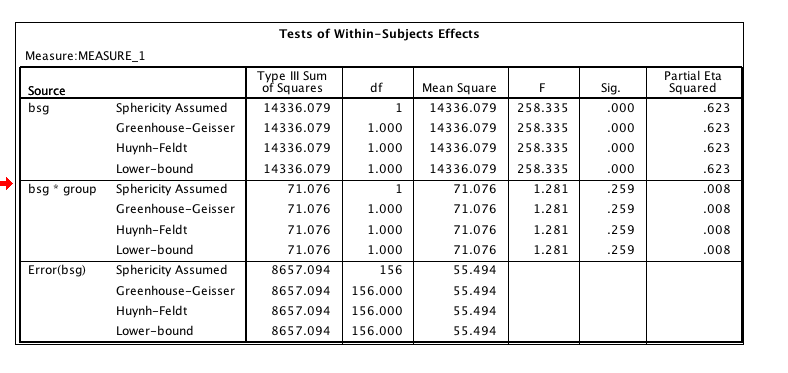 Tests of Within-Subjects Effects
Measure:MEASURE_1
Source Type III Sum of Squares df Mean Square F Sig. Partial Eta Squared
bsg Sphericity Assumed 14336.079 1 14336.079 258.335 .000 .623
Greenhouse-Geisser 14336.079 1.000 14336.079 258.335 .000 .623
Huynh-Feldt 14336.079 1.000 14336.079 258.335 .000 .623
Lower-bound 14336.079 1.000 14336.079 258.335 .000 .623
bsg * group Sphericity Assumed 71.076 1 71.076 1.281 .259 .008
Greenhouse-Geisser 71.076 1.000 71.076 1.281 .259 .008
Huynh-Feldt 71.076 1.000 71.076 1.281 .259 .008
Lower-bound 71.076 1.000 71.076 1.281 .259 .008
Error(bsg) Sphericity Assumed 8657.094 156 55.494
Greenhouse-Geisser 8657.094 156.000 55.494
Huynh-Feldt 8657.094 156.000 55.494
Lower-bound 8657.094 156.000 55.494